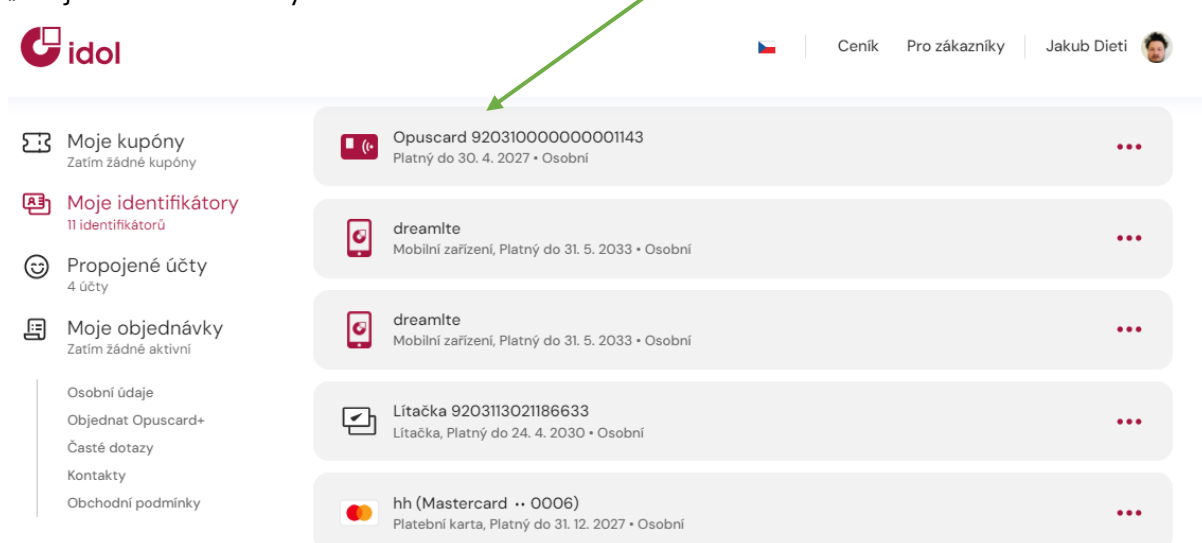 idol
Ceník Pro zákazníky Jakub Dieti
Moje kupóny
Zatím žádné kupóny
Moje identifikátory
11 identifikátorů
Propojené účty
4 účty
Moje objednávky
Zatím žádné aktivní
Osobní údaje
Objednat Opuscard+
Časté dotazy
Kontakty
Obchodní podmínky
Opuscard 920310000000001143
Platný do 30. 4. 2027 • Osobní
dreamlte
Mobilní zařízení, Platný do 31. 5. 2033 • Osobní
dreamlte
Mobilní zařízení, Platný do 31. 5. 2033 • Osobní
Lítačka 9203113021186633
Lítačka, Platný do 24. 4. 2030 • Osobní
hh (Mastercard •• 0006)
Platební karta, Platný do 31. 12. 2027 • Osobní